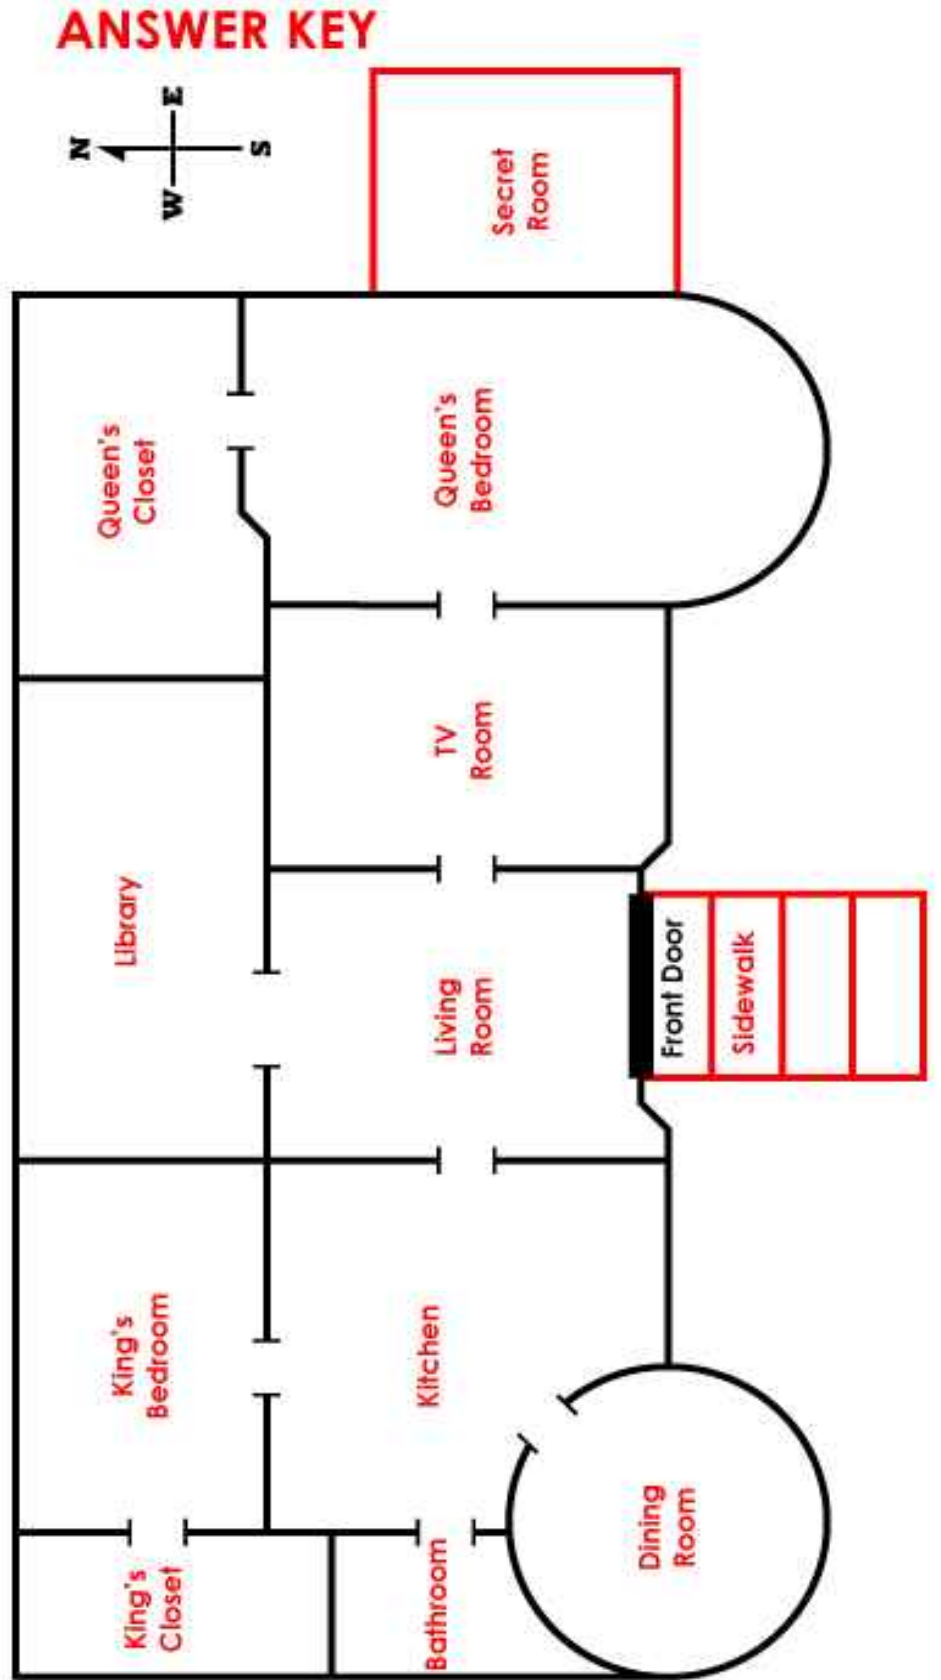 ANSWER KEY
N
W
E
S
Secret
Room
Queen's
Closet
Queen's
Bedroom
Library
TV
Room
Living
Room
Front Door
Sidewalk
King's
Bedroom
Kitchen
King's
Closet
Bathroom
Dining
Room